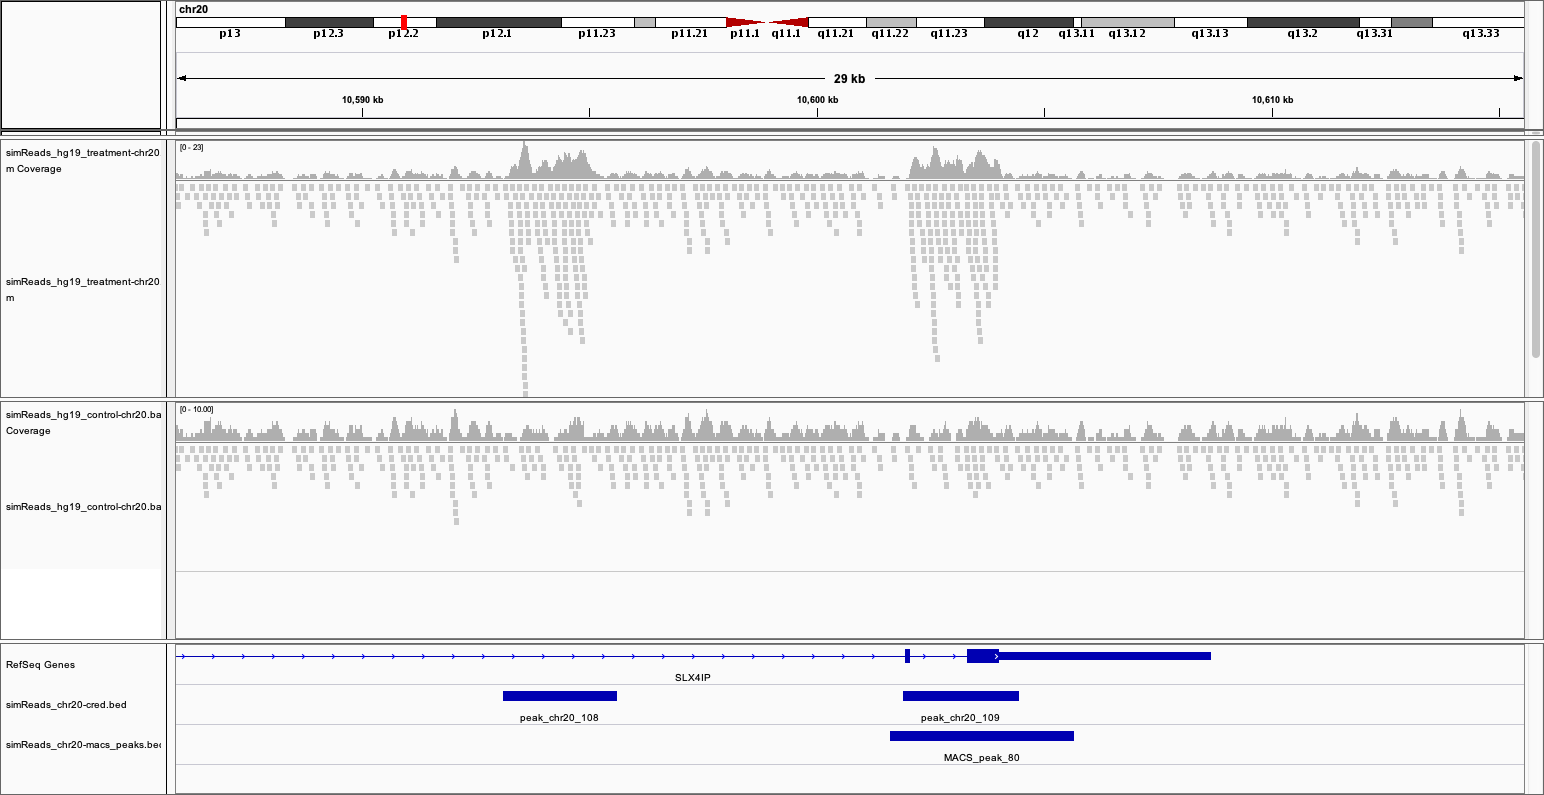 chr20
p13 p12.3 p12.2 p12.1 p11.23 p11.21 p11.1 q11.1 q11.21 q11.22 q11.23 q12 q13.11 q13.12 q13.13 q13.2 q13.31 q13.33
29 kb
10,590 kb 10,600 kb 10,610 kb
simReads_hg19_treatment-chr20
m Coverage
[0 - 23]
simReads_hg19_treatment-chr20
m
simReads_hg19_control-chr20.ba
Coverage
[0 - 10.00]
simReads_hg19_control-chr20.ba
RefSeq Genes
SLX4IP
simReads_chr20-cred.bed
peak_chr20_108 peak_chr20_109
simReads_chr20-macs_peaks.bed
MACS_peak_80